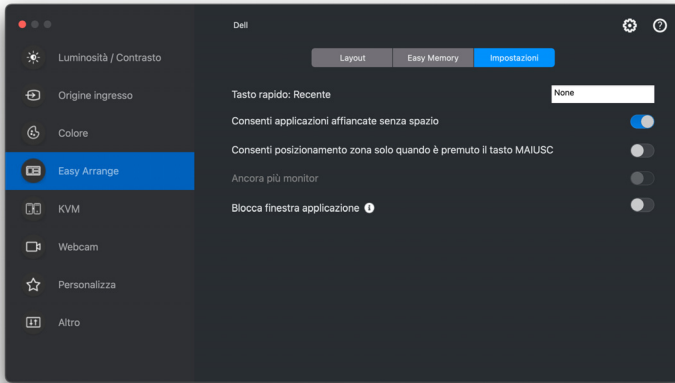 Dell
Luminosità / Contrasto
Origine ingresso
Colore
Easy Arrange
KVM
Webcam
Personalizza
Altro
Layout
Easy Memory
Impostazioni
Tasto rapido: Recente
None
Consenti applicazioni affiancate senza spazio
Consenti posizionamento zona solo quando è premuto il tasto MAIUSC
Ancora più monitor
Blocca finestra applicazione